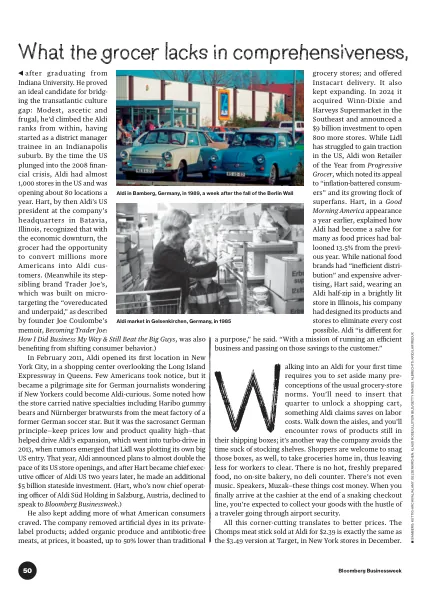 What the grocer lacks in comprehensiveness,
◄ after graduating from
Indiana University. He proved
an ideal candidate for bridg-
ing the transatlantic culture
gap: Modest, ascetic and
frugal, he'd climbed the Aldi
ranks from within, having
started as a district manager
trainee in an Indianapolis
suburb. By the time the US
plunged into the 2008 finan-
cial crisis, Aldi had almost
1,000 stores in the US and was
opening about 80 locations a
year. Hart, by then Aldi's US
president at the company's
headquarters in Batavia,
Illinois, recognized that with
the economic downturn, the
grocer had the opportunity
to convert millions more
Americans into Aldi cus-
tomers. (Meanwhile its step-
sibling brand Trader Joe's,
which was built on micro-
targeting the "overeducated
and underpaid," as described
by founder Joe Coulombe's
memoir, Becoming Trader Joe:
How I Did Business My Way & Still Beat the Big Guys, was also
benefiting from shifting consumer behavior.)
In February 2011, Aldi opened its first location in New
York City, in a shopping center overlooking the Long Island
Expressway in Queens. Few Americans took notice, but it
became a pilgrimage site for German journalists wondering
if New Yorkers could become Aldi-curious. Some noted how
the store carried native specialties including Haribo gummy
bears and Nürnberger bratwursts from the meat factory of a
former German soccer star. But it was the sacrosanct German
principle—keep prices low and product quality high—that
helped drive Aldi's expansion, which went into turbo-drive in
2013, when rumors emerged that Lidl was plotting its own big
US entry. That year, Aldi announced plans to almost double the
pace of its US store openings, and after Hart became chief exec-
utive officer of Aldi US two years later, he made an additional
$5 billion stateside investment. (Hart, who's now chief operat-
ing officer of Aldi Süd Holding in Salzburg, Austria, declined to
speak to Bloomberg Businessweek.)
He also kept adding more of what American consumers
craved. The company removed artificial dyes in its private-
label products; added organic produce and antibiotic-free
meats, at prices, it boasted, up to 50% lower than traditional
Aldi in Bamberg, Germany, in 1989, a week after the fall of the Berlin Wall
Aldi market in Gelsenkirchen, Germany, in 1985
grocery stores; and offered
Instacart delivery. It also
kept expanding. In 2024 it
acquired Winn-Dixie and
Harveys Supermarket in the
Southeast and announced a
$9 billion investment to open
800 more stores. While Lidl
has struggled to gain traction
in the US, Aldi won Retailer
of the Year from Progressive
Grocer, which noted its appeal
to "inflation-battered consum-
ers" and its growing flock of
superfans. Hart, in a Good
Morning America appearance
a year earlier, explained how
Aldi had become a salve for
many as food prices had bal-
looned 13.5% from the previ-
ous year. While national food
brands had "inefficient distri-
bution" and expensive adver-
tising, Hart said, wearing an
Aldi half-zip in a brightly lit
store in Illinois, his company
had designed its products and
stores to eliminate every cost
possible. Aldi "is different for
a purpose," he said. "With a mission of running an efficient
business and passing on those savings to the customer."
Walking into an Aldi for your first time
requires you to set aside many pre-
conceptions of the usual grocery-store
norms. You'll need to insert that
quarter to unlock a shopping cart,
something Aldi claims saves on labor
costs. Walk down the aisles, and you'll
encounter rows of products still in
their shipping boxes; it's another way the company avoids the
time suck of stocking shelves. Shoppers are welcome to snag
those boxes, as well, to take groceries home in, thus leaving
less for workers to clear. There is no hot, freshly prepared
food, no on-site bakery, no deli counter. There's not even
music. Speakers, Muzak–these things cost money. When you
finally arrive at the cashier at the end of a snaking checkout
line, you're expected to collect your goods with the hustle of
a traveler going through airport security.
All this corner-cutting translates to better prices. The
Chomps meat stick sold at Aldi for $2.39 is exactly the same as
the $3.49 version at Target, in New York stores in December.
50
Bloomberg Businessweek